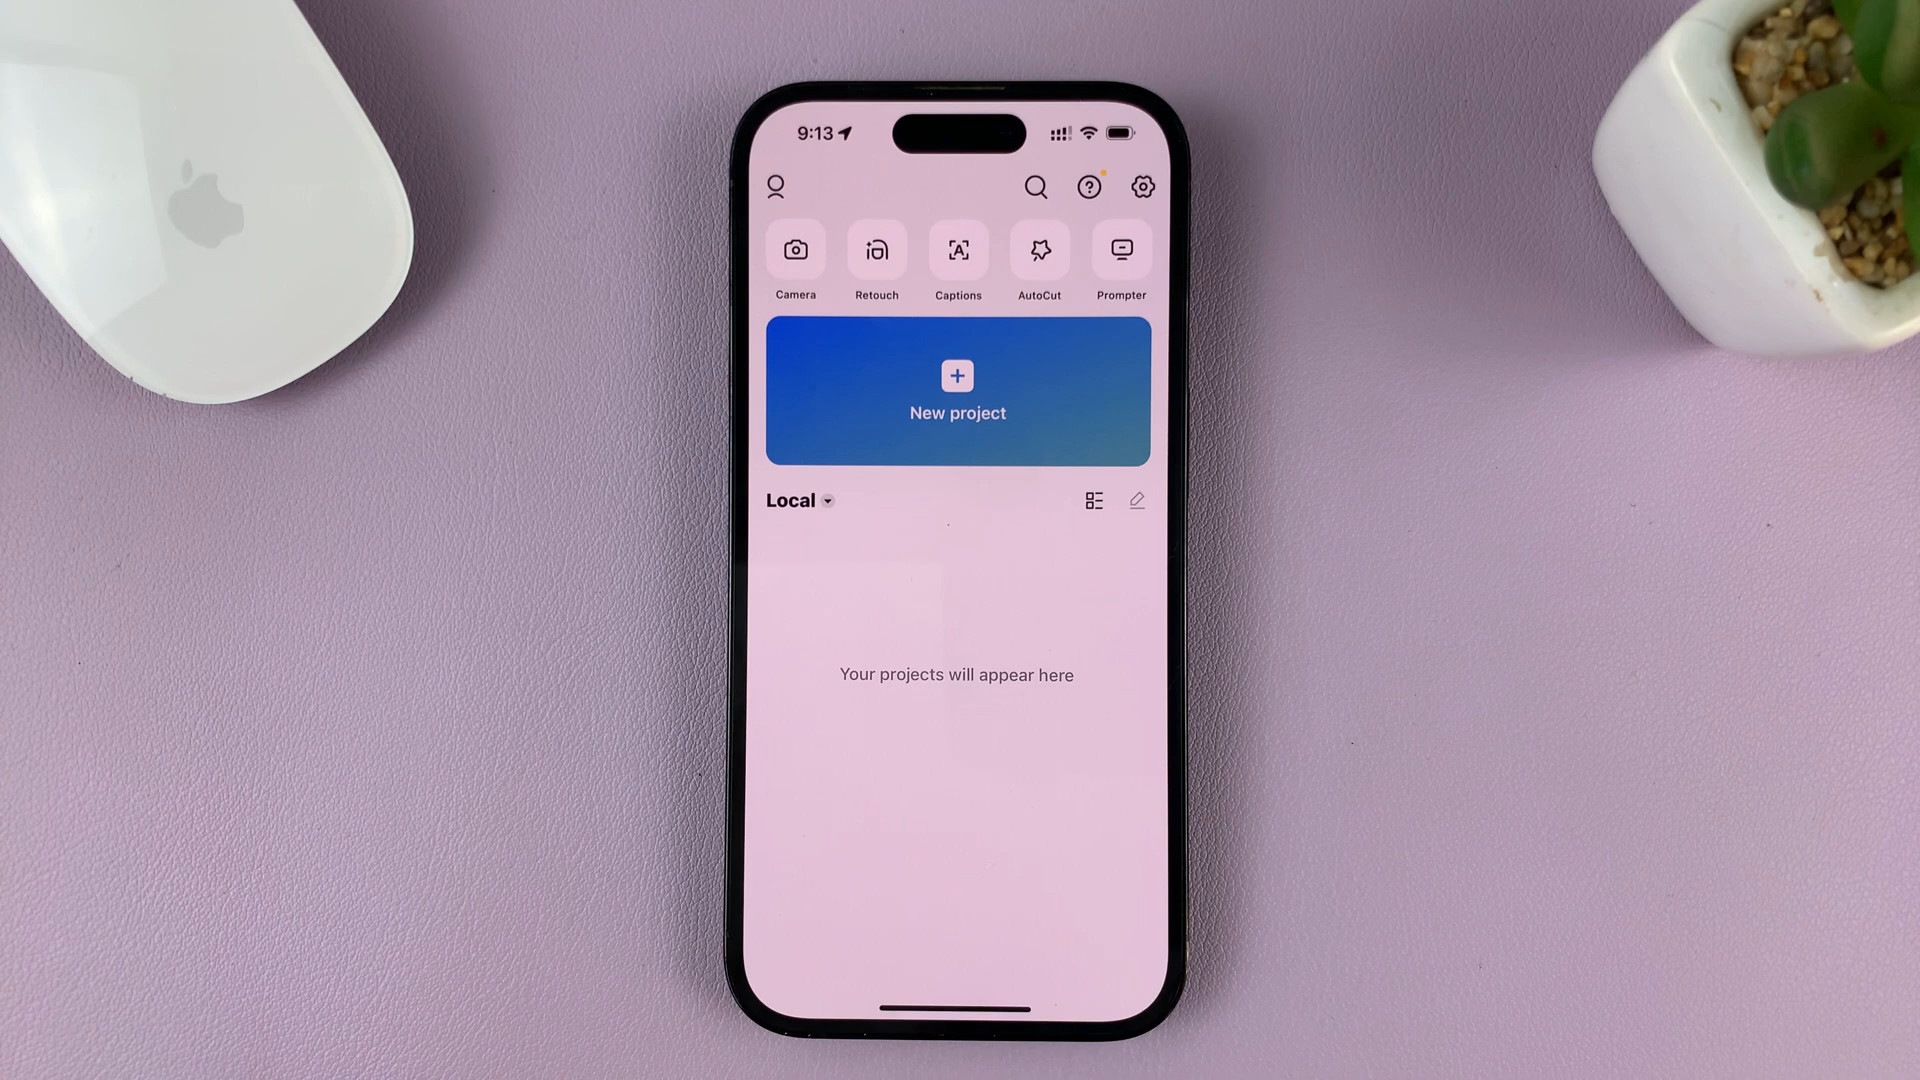 9:13
Camera Retouch Captions AutoCut Prompter
New project
Local
Your projects will appear here